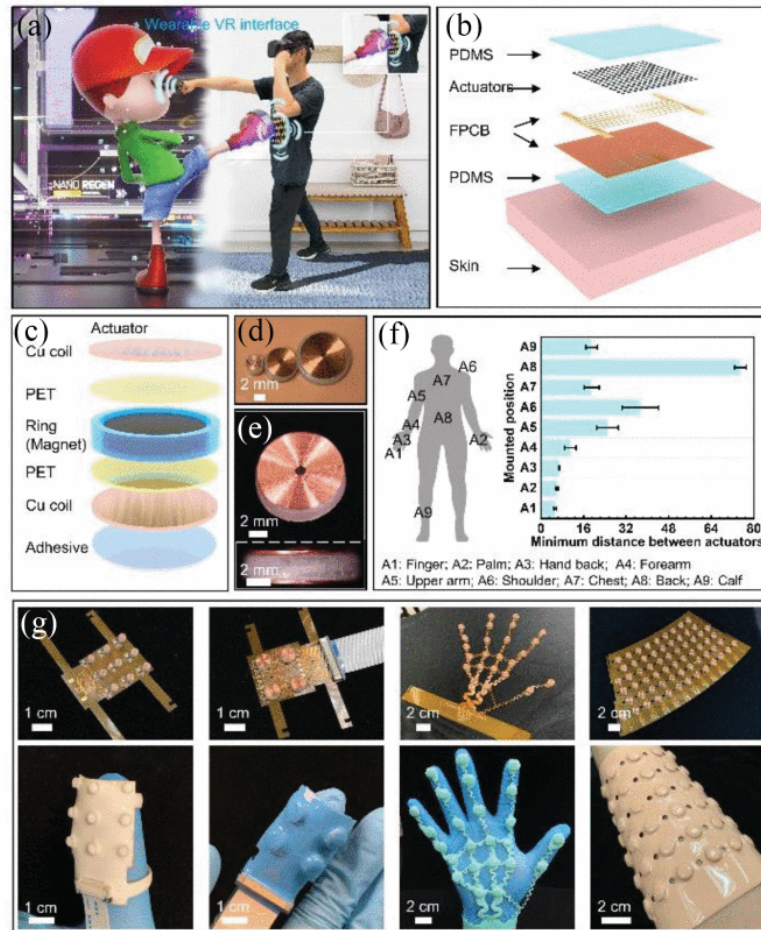 (a)
Wearable VR interface
NANO REGEN
(b)
PDMS
Actuators
FPCB
PDMS
Skin
(c)
Actuator
Cu coil
PET
Ring
(Magnet)
PET
Cu coil
Adhesive
(d)
2 mm
(e)
2 mm
2 mm
(f)
A6
A7
A5
A8
A4
A3
A2
A1
A9
Mounted position
A9
A8
A7
A6
A5
A4
A3
A2
A1
0 16 32 48 64 80
Minimum distance between actuators
A1: Finger; A2: Palm; A3: Hand back; A4: Forearm
A5: Upper arm; A6: Shoulder; A7: Chest; A8: Back; A9: Calf
(g)
1 cm
1 cm
2 cm
2 cm
1 cm
1 cm
2 cm
2 cm